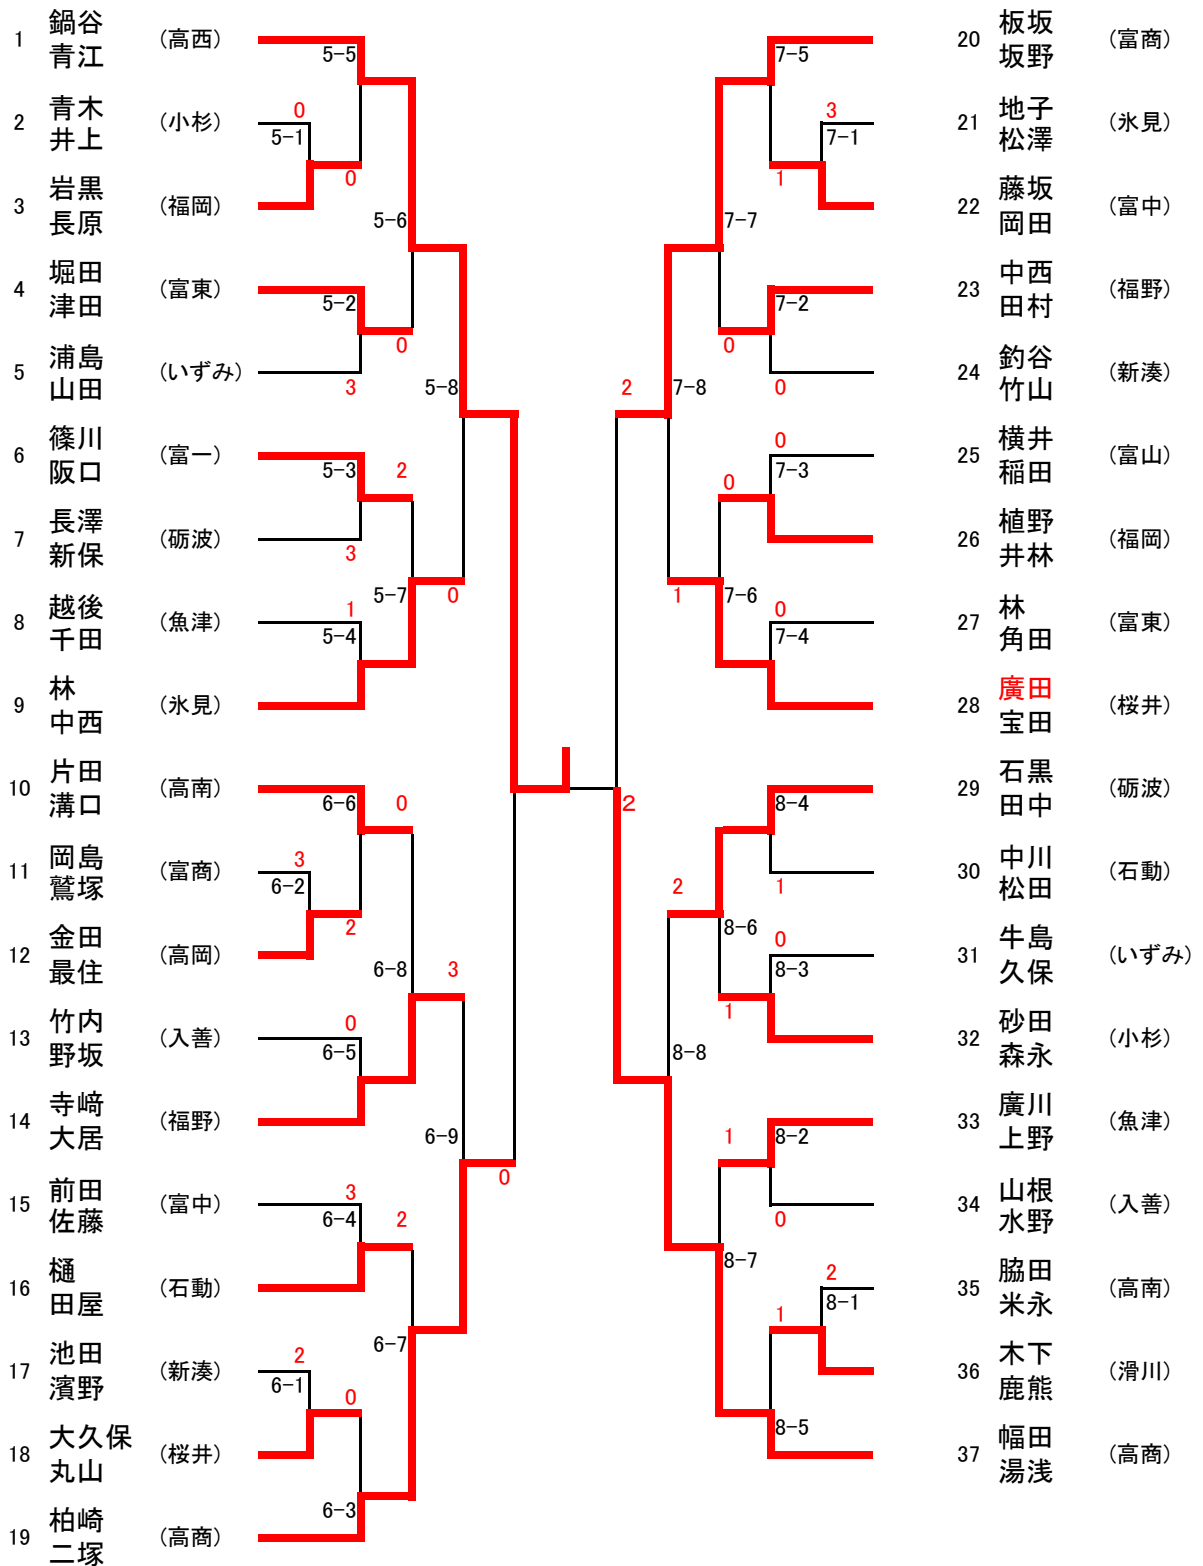 1 鍋谷 青江 (高西)
2 青木 井上 (小杉)
3 岩黒 長原 (福岡)
4 堀田 津田 (富東)
5 浦島 山田 (いずみ)
6 篠川 阪口 (富一)
7 長澤 新保 (砺波)
8 越後 千田 (魚津)
9 林 中西 (氷見)
10 片田 溝口 (高南)
11 岡島 鷲塚 (富商)
12 金田 最住 (高岡)
13 竹内 野坂 (入善)
14 寺﨑 大居 (福野)
15 前田 佐藤 (富中)
16 樋 田屋 (石動)
17 池田 濱野 (新湊)
18 大久保 丸山 (桜井)
19 柏崎 二塚 (高商)
5-5
0
5-1
0
5-6
5-2
0
3
5-8
5-3
2
3
5-7
0
1
5-4
6-6
0
3
6-2
2
6-8
3
0
6-5
6-9
0
3
6-4
2
6-7
2
6-1
0
6-3
7-5
3
7-1
1
7-7
7-2
0
0
2
7-8
0
7-3
0
1
7-6
0
7-4
2
8-4
1
2
8-6
0
8-3
1
8-8
1
8-2
0
8-7
2
8-1
1
8-5
20 板坂 坂野 (富商)
21 地子 松澤 (氷見)
22 藤坂 岡田 (富中)
23 中西 田村 (福野)
24 釣谷 竹山 (新湊)
25 横井 稲田 (富山)
26 植野 井林 (福岡)
27 林 角田 (富東)
28 廣田 宝田 (桜井)
29 石黒 田中 (砺波)
30 中川 松田 (石動)
31 牛島 久保 (いずみ)
32 砂田 森永 (小杉)
33 廣川 上野 (魚津)
34 山根 水野 (入善)
35 脇田 米永 (高南)
36 木下 鹿熊 (滑川)
37 幅田 湯浅 (高商)